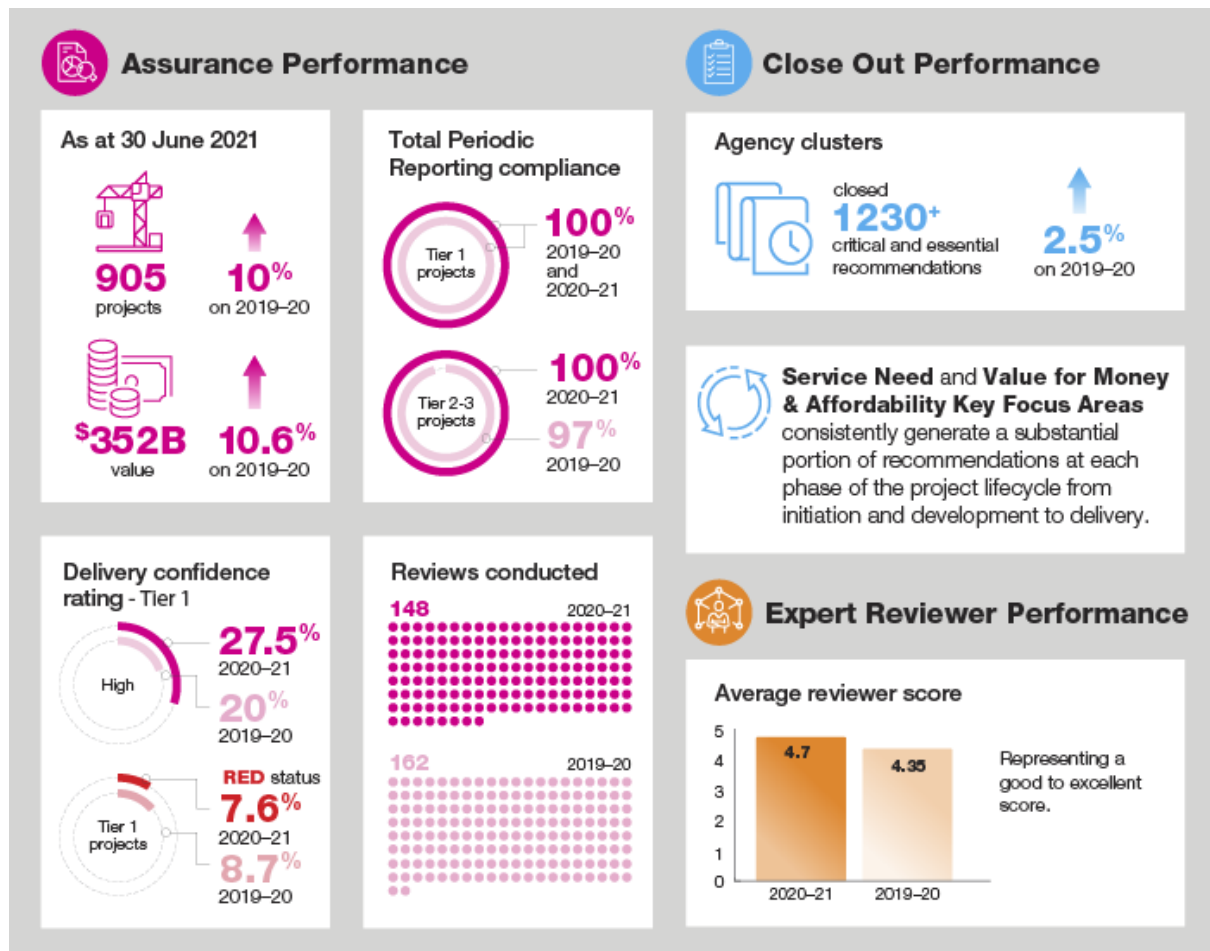 Assurance Performance
As at 30 June 2021
905
projects
10%
on 2019–20
$352B
value
10.6%
on 2019–20
Total Periodic
Reporting compliance
Tier 1
projects
100%
2019–20
and
2020–21
Tier 2-3
projects
100%
2020–21
97%
2019–20
Delivery confidence
rating - Tier 1
High
27.5%
2020–21
20%
2019–20
Tier 1
projects
RED status
7.6%
2020–21
8.7%
2019–20
Reviews conducted
148 2020–21
162 2019–20
Close Out Performance
Agency clusters
closed
1230+
critical and essential
recommendations
2.5%
on 2019–20
Service Need and Value for Money
& Affordability Key Focus Areas
consistently generate a substantial
portion of recommendations at each
phase of the project lifecycle from
initiation and development to delivery.
Expert Reviewer Performance
Average reviewer score
5
4
3
2
1
0
4.7
4.35
2020–21 2019–20
Representing a
good to excellent
score.